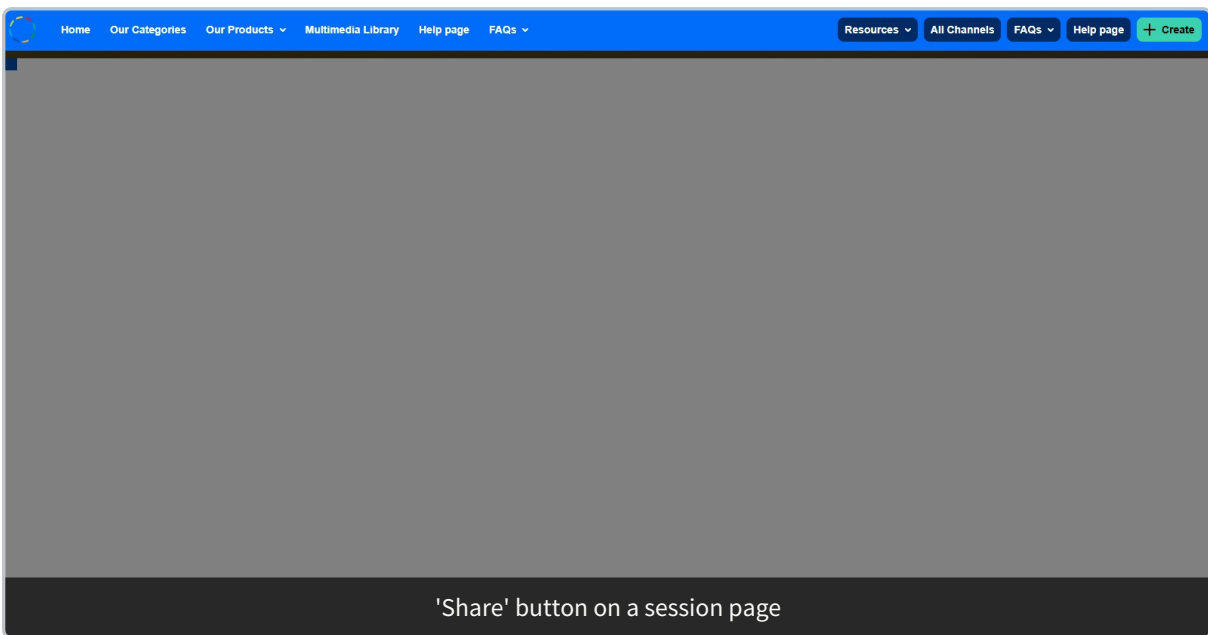 Home Our Categories Our Products Multimedia Library Help page FAQs Resources All Channels FAQs Help page + Create
'Share' button on a session page